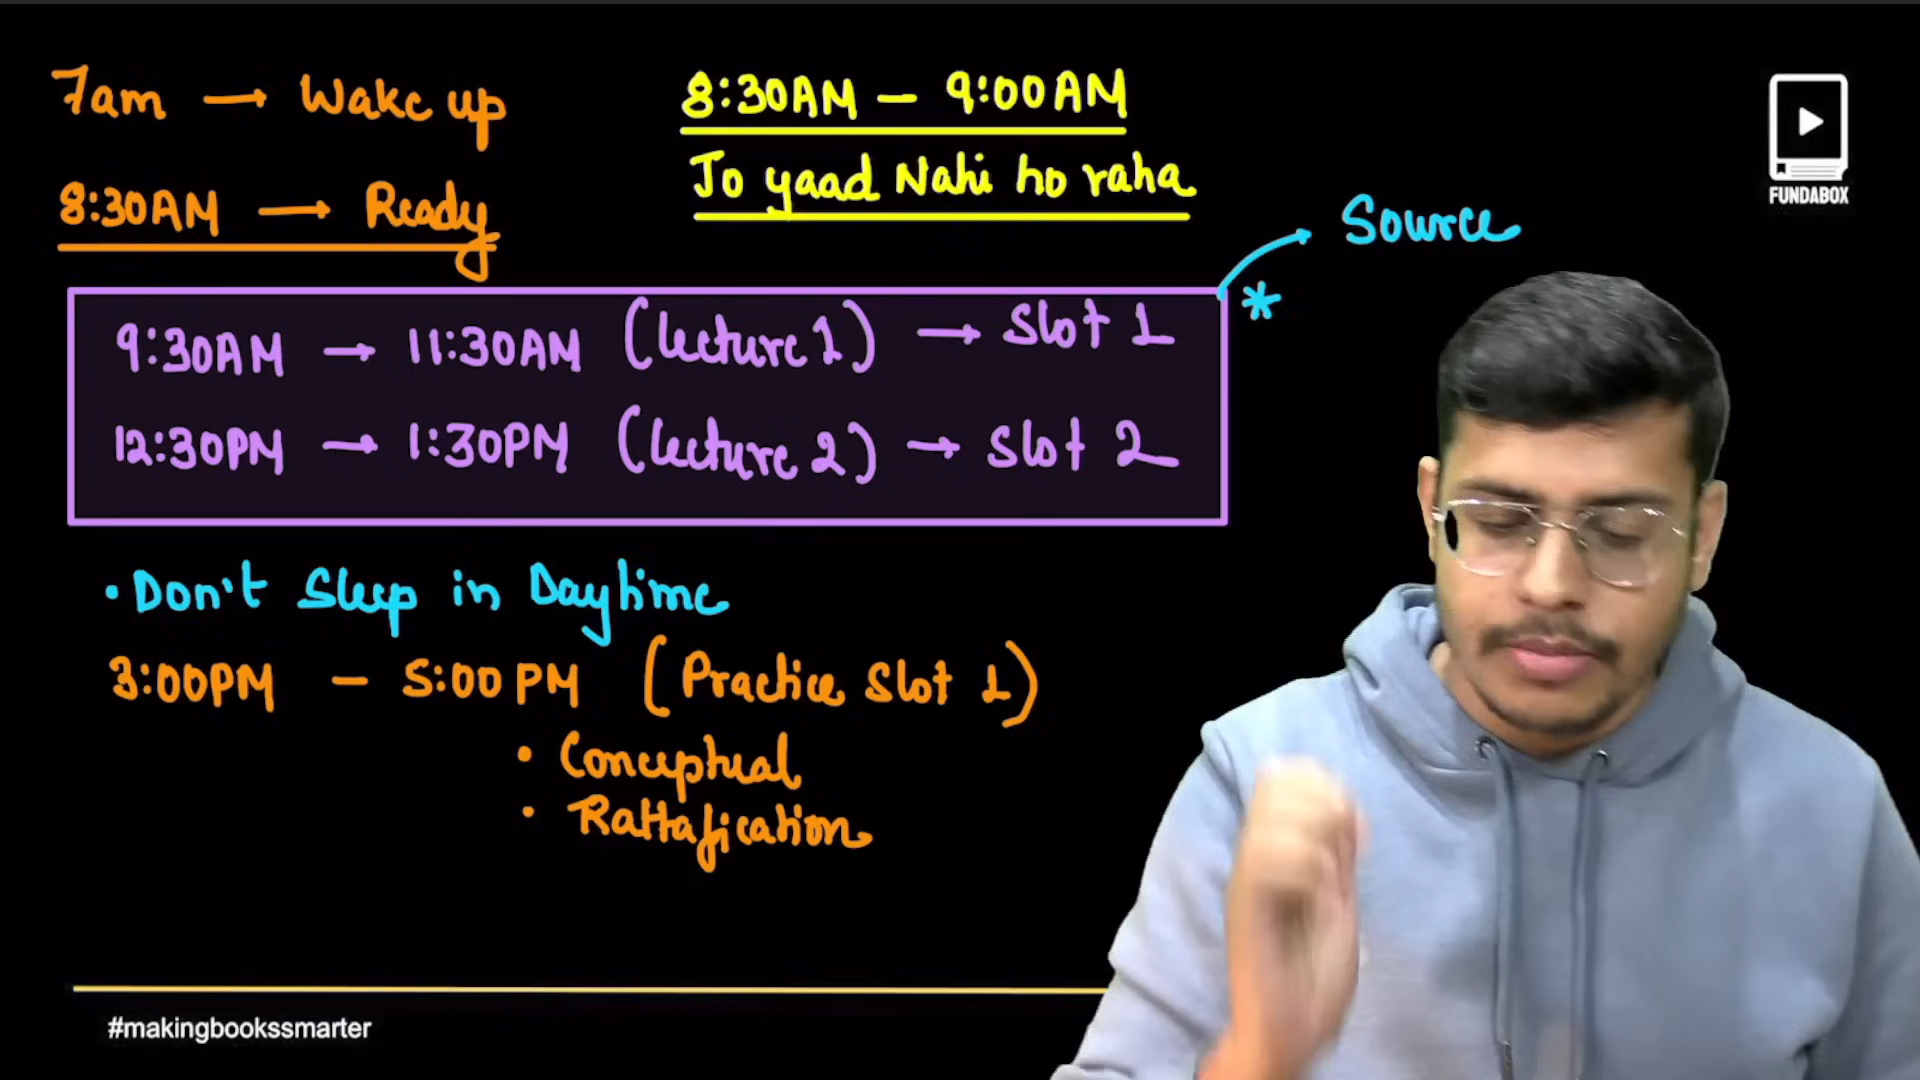 7am → Wake up
8:30AM → Ready
8:30AM – 9:00AM
Jo yaad Nahi ho raha
Source
*
9:30AM → 11:30AM (lecture 1) → Slot 1
12:30PM → 1:30PM (lecture 2) → Slot 2
• Don't Sleep in Daytime
3:00PM – 5:00PM (Practice Slot 1)
• Conceptual
• Rattafication
#makingbookssmarter
FUNDABOX